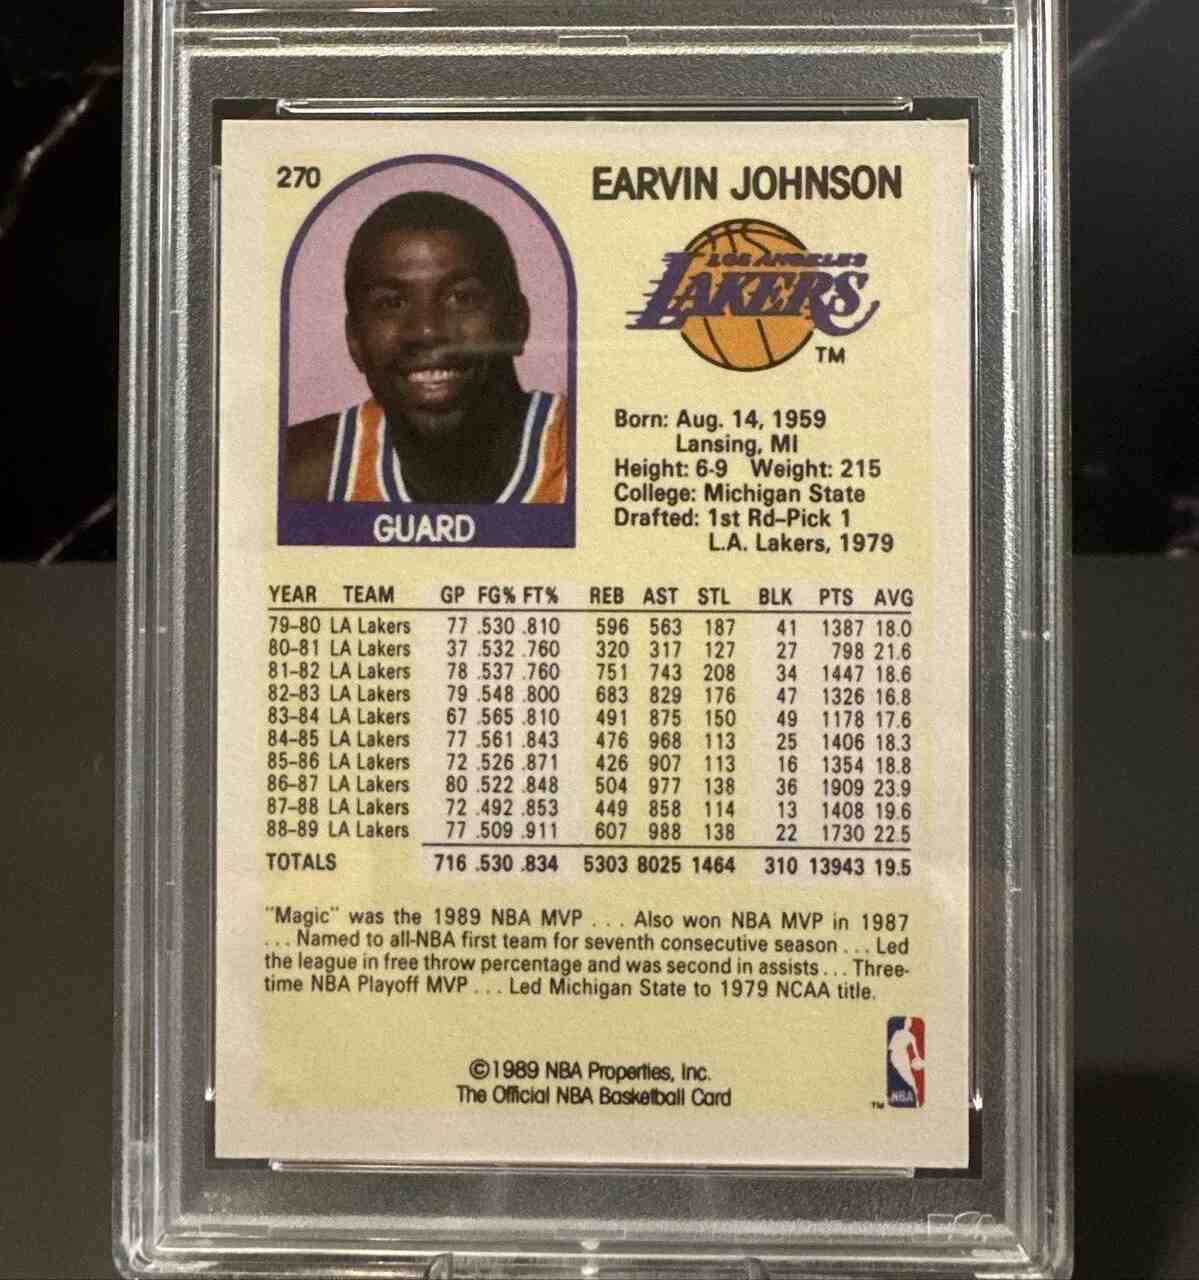 270
EARVIN JOHNSON
LOS ANGELES
LAKERS
TM
Born: Aug. 14, 1959
Lansing, MI
Height: 6-9 Weight: 215
College: Michigan State
Drafted: 1st Rd–Pick 1
L.A. Lakers, 1979
GUARD
YEAR TEAM GP FG% FT% REB AST STL BLK PTS AVG
79–80 LA Lakers 77 .530 .810 596 563 187 41 1387 18.0
80–81 LA Lakers 37 .532 .760 320 317 127 27 798 21.6
81–82 LA Lakers 78 .537 .760 751 743 208 34 1447 18.6
82–83 LA Lakers 79 .548 .800 683 829 176 47 1326 16.8
83–84 LA Lakers 67 .565 .810 491 875 150 49 1178 17.6
84–85 LA Lakers 77 .561 .843 476 968 113 25 1406 18.3
85–86 LA Lakers 72 .526 .871 426 907 113 16 1354 18.8
86–87 LA Lakers 80 .522 .848 504 977 138 36 1909 23.9
87–88 LA Lakers 72 .492 .853 449 858 114 13 1408 19.6
88–89 LA Lakers 77 .509 .911 607 988 138 22 1730 22.5
TOTALS 716 .530 .834 5303 8025 1464 310 13943 19.5
"Magic" was the 1989 NBA MVP . . . Also won NBA MVP in 1987
. . . Named to all-NBA first team for seventh consecutive season . . . Led
the league in free throw percentage and was second in assists . . . Three-
time NBA Playoff MVP . . . Led Michigan State to 1979 NCAA title.
©1989 NBA Properties, Inc.
The Official NBA Basketball Card
TM NBA